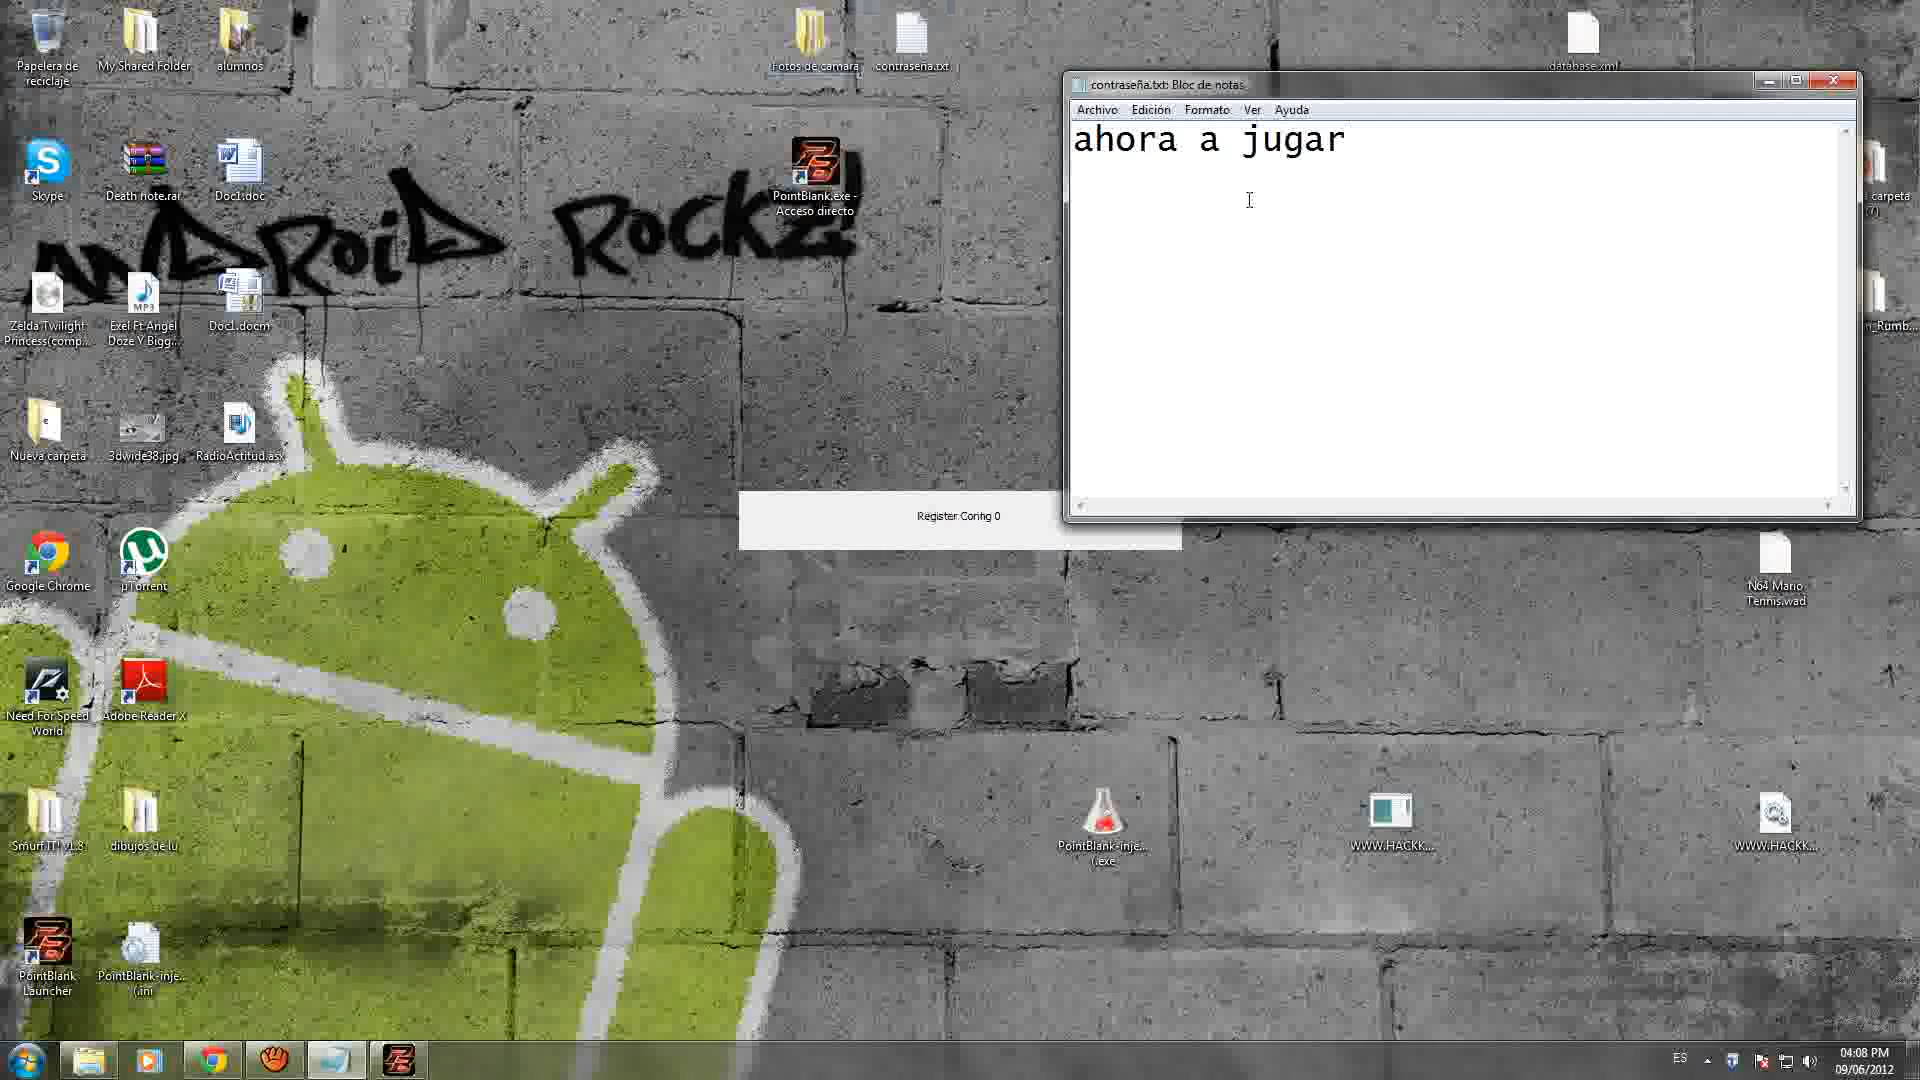 Papelera de
reciclaje
My Shared Folder
alumnos
Fotos de camara
contraseña.txt
database.xml
contraseña.txt: Bloc de notas
Archivo Edición Formato Ver Ayuda
ahora a jugar
Skype
Death note.rar
Doc1.doc
PointBlank.exe -
Acceso directo
carpeta
(7)
ANDROID ROCKZ!
Zelda Twilight
Princess(comp...
Exel Ft Angel
Doze Y Bigg...
Doc1.docm
_Rumb...
Nueva carpeta
3dwide38.jpg
RadioActitud.asx
Register Config 0
Google Chrome
µTorrent
N64 Mario
Tennis.wad
Need For Speed
World
Adobe Reader X
Smurf IT! v1.3
dibujos de lu
PointBlank-inje...
(.exe
WWW.HACKK...
WWW.HACKK...
PointBlank
Launcher
PointBlank-inje...
(.ini
ES
04:08 PM
09/06/2012